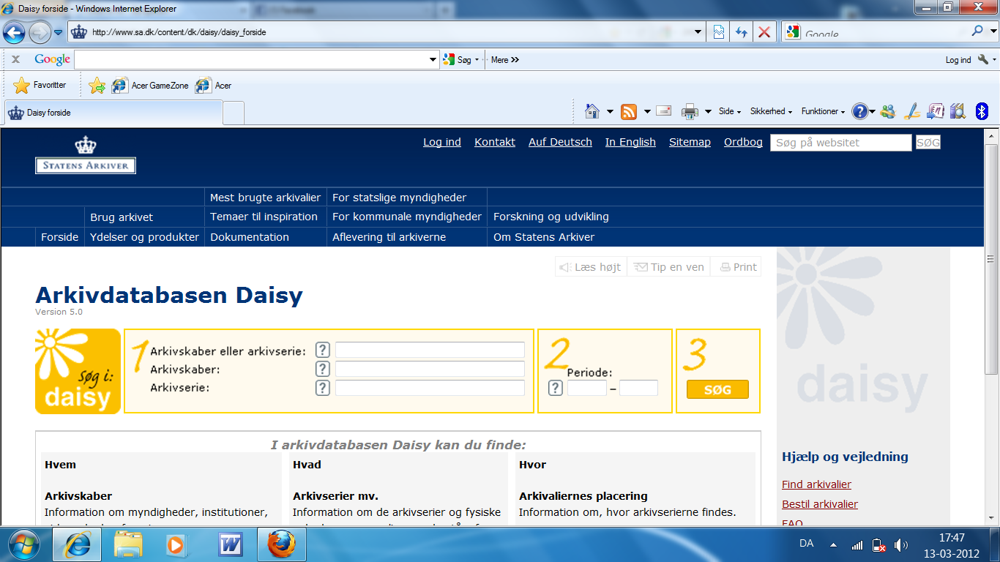 Daisy forside - Windows Internet Explorer
http://www.sa.dk/content/dk/daisy/daisy_forside
Google
Google
Søg
Mere »
Log ind
Favoritter
Acer GameZone
Acer
Daisy forside
Side
Sikkerhed
Funktioner
STATENS ARKIVER
Log ind Kontakt Auf Deutsch In English Sitemap Ordbog Søg på websitet SØG
Mest brugte arkivalier For statslige myndigheder
Brug arkivet Temaer til inspiration For kommunale myndigheder Forskning og udvikling
Forside Ydelser og produkter Dokumentation Aflevering til arkiverne Om Statens Arkiver
Læs højt Tip en ven Print
Arkivdatabasen Daisy
Version 5.0
Søg i:
daisy
1
Arkivskaber eller arkivserie: ?
Arkivskaber: ?
Arkivserie: ?
2
Periode:
? –
3
SØG
daisy
I arkivdatabasen Daisy kan du finde:
Hvem
Arkivskaber
Information om myndigheder, institutioner,
Hvad
Arkivserier mv.
Information om de arkivserier og fysiske
Hvor
Arkivaliernes placering
Information om, hvor arkivserierne findes.
Hjælp og vejledning
Find arkivalier
Bestil arkivalier
FAQ
DA
17:47
13-03-2012